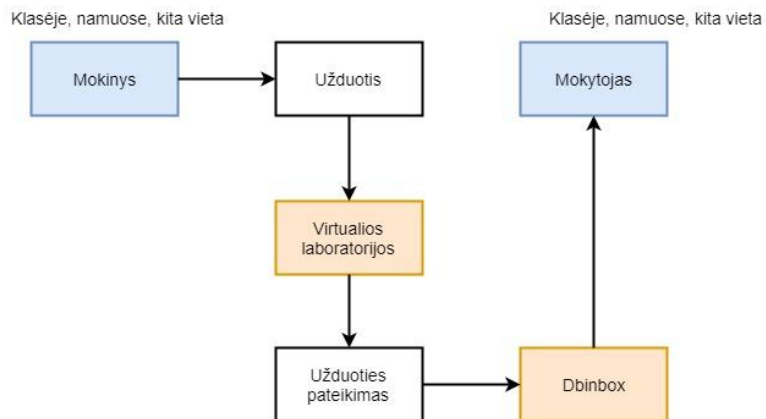 Klasėje, namuose, kita vieta
Klasėje, namuose, kita vieta
Mokinys
Užduotis
Mokytojas
Virtualios
laboratorijos
Užduoties
pateikimas
Dbinbox